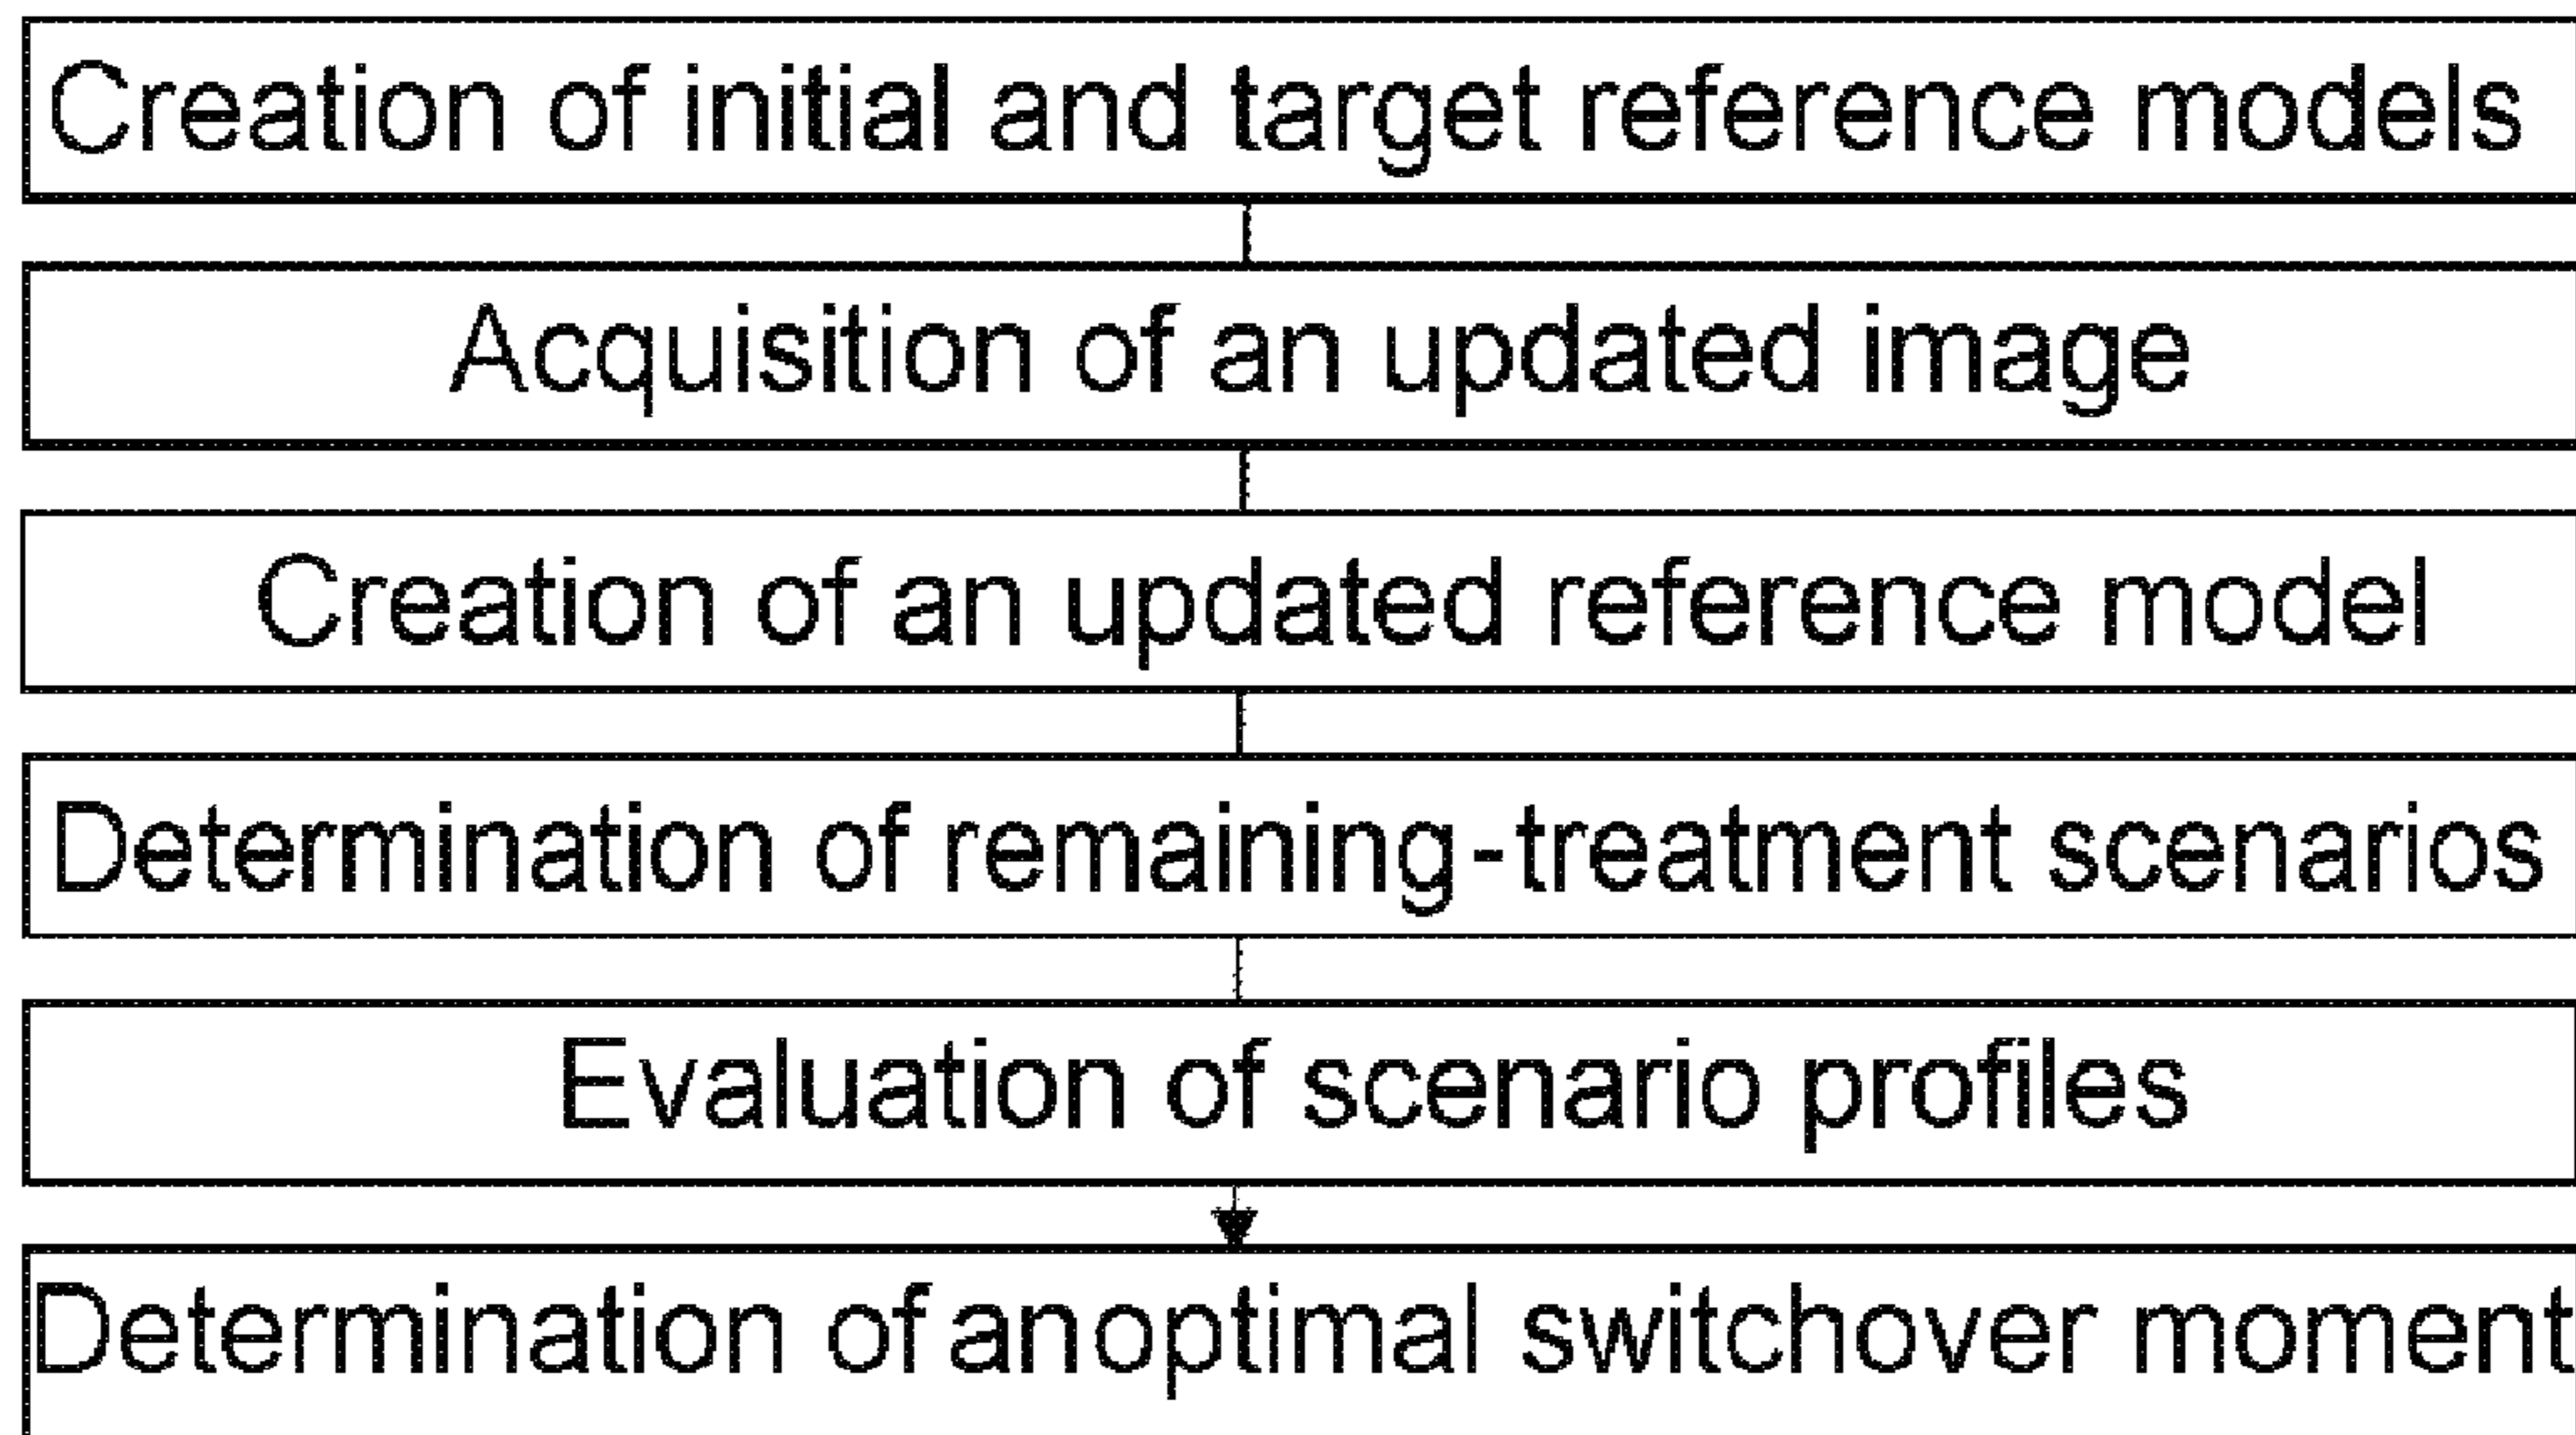 Creation of initial and target reference models
Acquisition of an updated image
Creation of an updated reference model
Determination of remaining-treatment scenarios
Evaluation of scenario profiles
Determination of anoptimal switchover moment